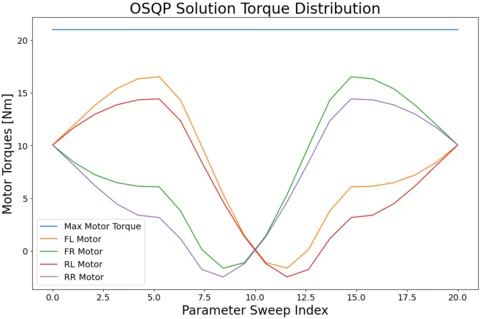 OSQP Solution Torque Distribution
Motor Torques [Nm]
20
15
10
5
0
Max Motor Torque
FL Motor
FR Motor
RL Motor
RR Motor
0.0 2.5 5.0 7.5 10.0 12.5 15.0 17.5 20.0
Parameter Sweep Index